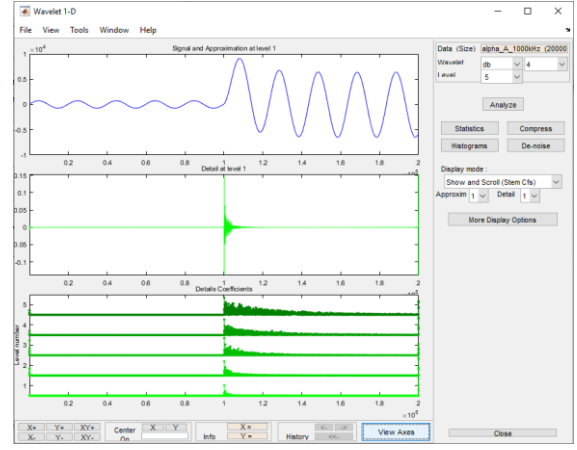 Wavelet 1-D
File View Tools Window Help
×10⁴ Signal and Approximation at level 1
1
0.5
0
-0.5
-1
0.2 0.4 0.6 0.8 1 1.2 1.4 1.6 1.8 2
Detail at level 1
0.15
0.1
0.05
0
0.05
-0.1
0.2 0.4 0.6 0.8 1 1.2 1.4 1.6 1.8 2
Details Coefficients
Level number
5
4
3
2
1
0.2 0.4 0.6 0.8 1 1.2 1.4 1.6 1.8 2
×10⁵
X+ Y+ XY+
X- Y- XY-
Center
On
X Y
Info
X =
Y =
History
<- ->
<<-
View Axes
Data (Size) alpha_A_1000kHz (20000
Wavelet db 4
Level 5
Analyze
Statistics Compress
Histograms De-noise
Display mode :
Show and Scroll (Stem Cfs)
Approxim 1 Detail 1
More Display Options
Close